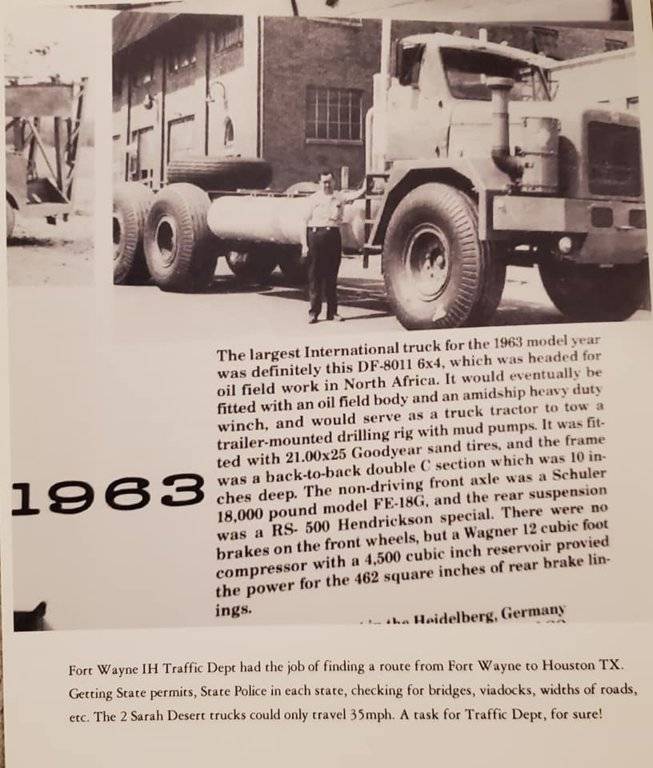 The largest International truck for the 1963 model year
was definitely this DF-8011 6x4, which was headed for
oil field work in North Africa. It would eventually be
fitted with an oil field body and an amidship heavy duty
winch, and would serve as a truck tractor to tow a
trailer-mounted drilling rig with mud pumps. It was fit-
ted with 21.00x25 Goodyear sand tires, and the frame
was a back-to-back double C section which was 10 in-
ches deep. The non-driving front axle was a Schuler
18,000 pound model FE-18G, and the rear suspension
was a RS- 500 Hendrickson special. There were no
brakes on the front wheels, but a Wagner 12 cubic foot
compressor with a 4,500 cubic inch reservoir provied
the power for the 462 square inches of rear brake lin-
ings.
1963
in the Heidelberg, Germany
Fort Wayne IH Traffic Dept had the job of finding a route from Fort Wayne to Houston TX.
Getting State permits, State Police in each state, checking for bridges, viadocks, widths of roads,
etc. The 2 Sarah Desert trucks could only travel 35mph. A task for Traffic Dept, for sure!